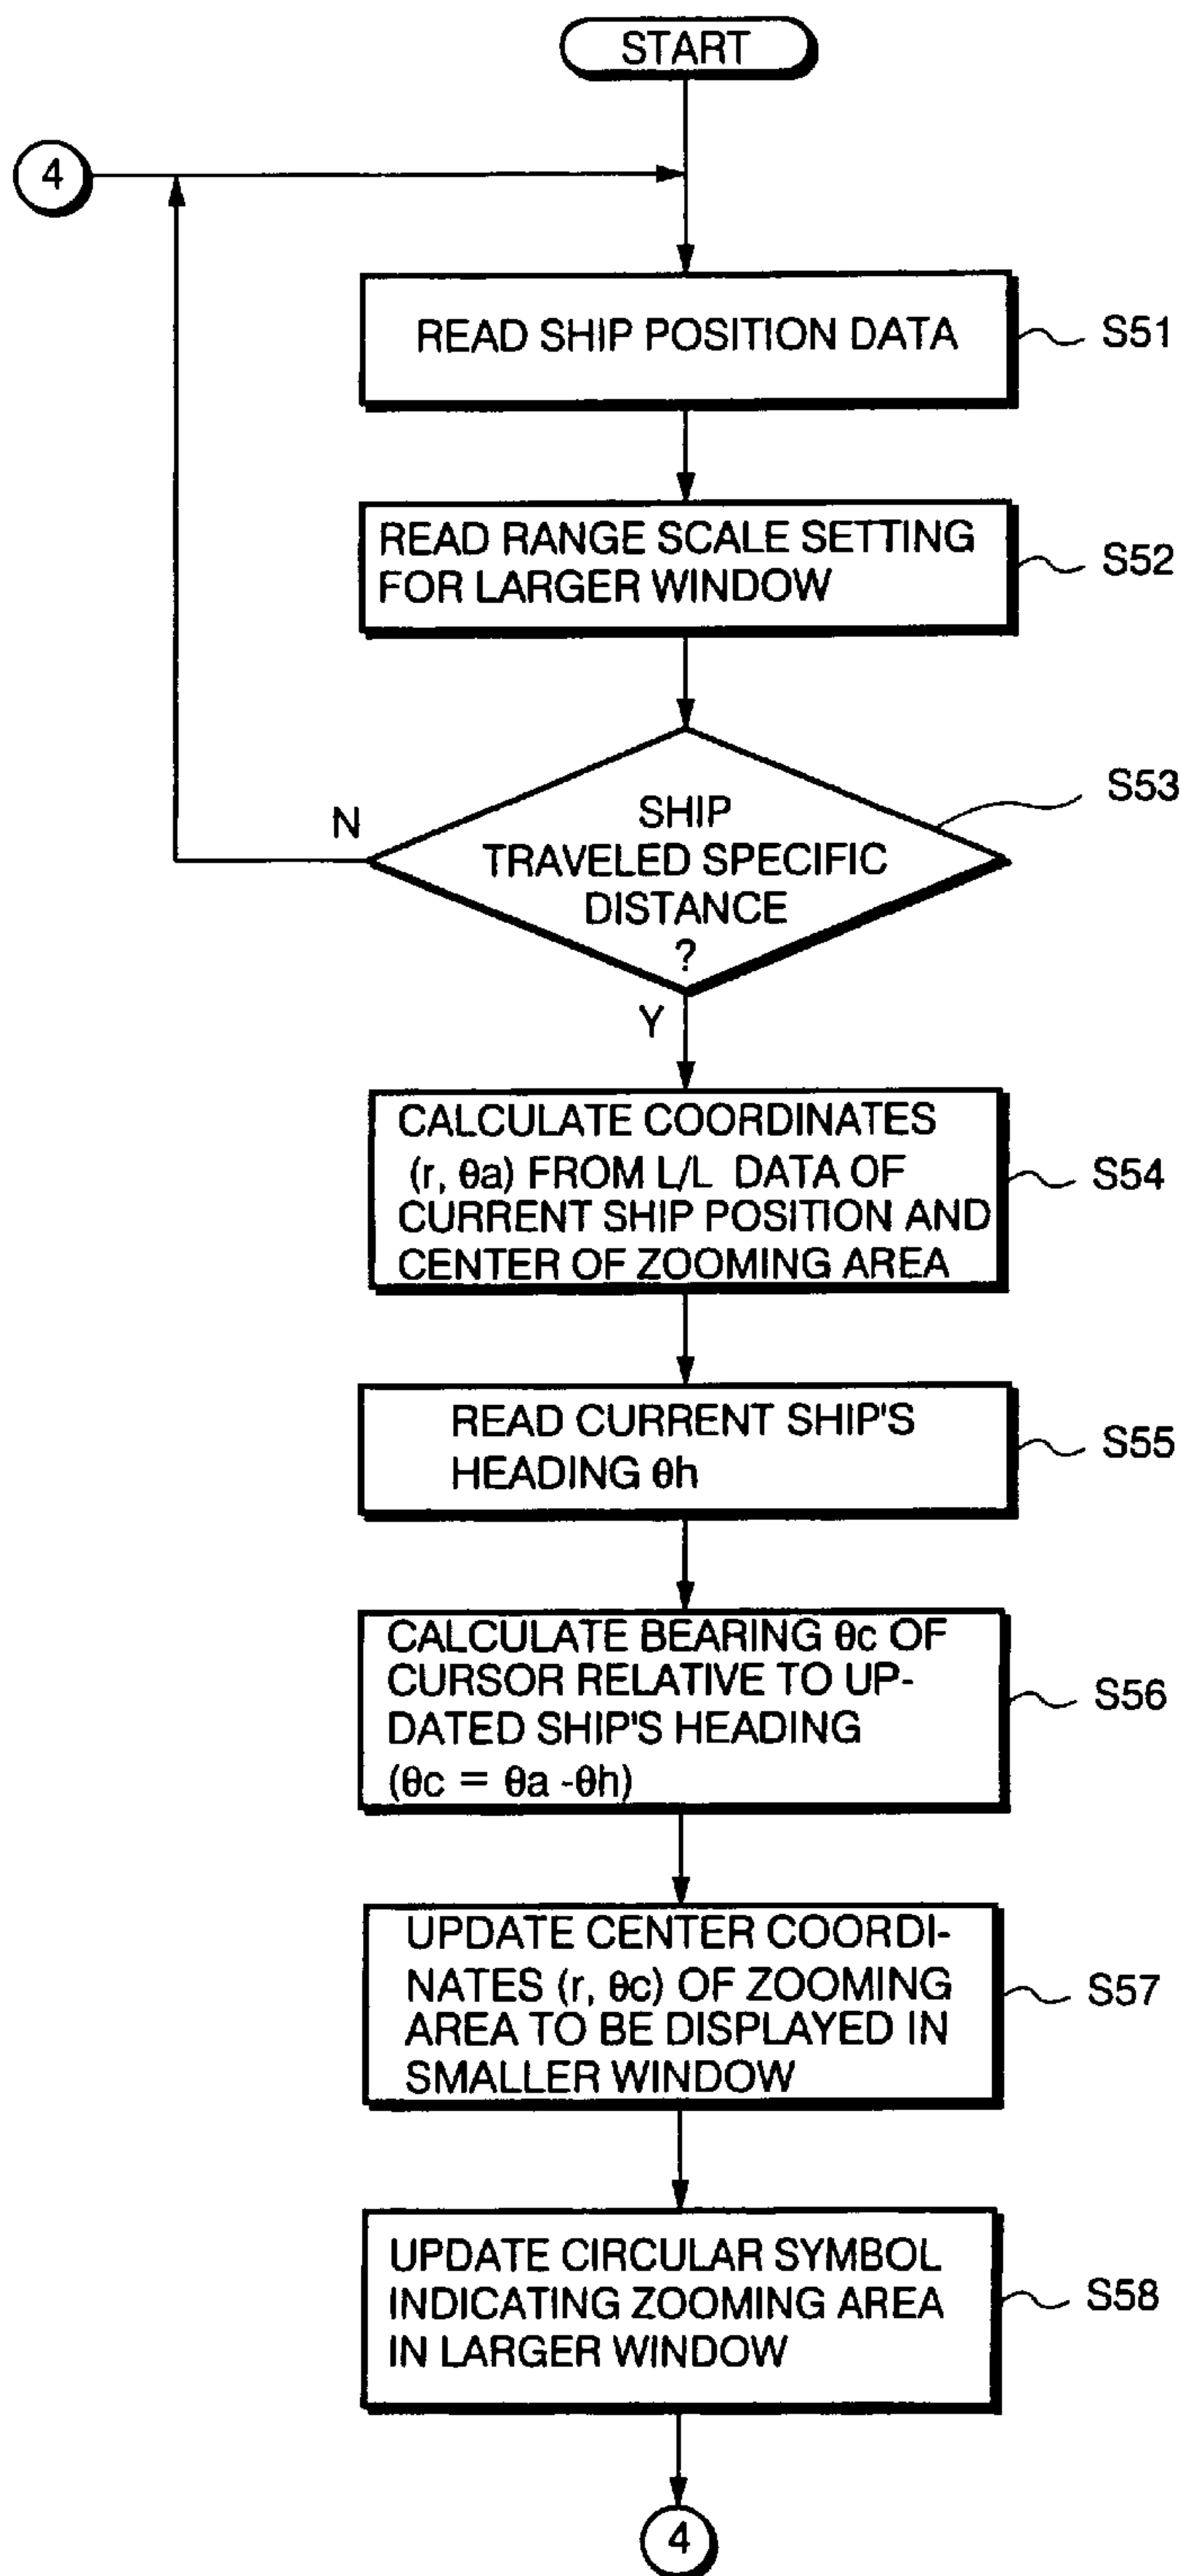 START
4
READ SHIP POSITION DATA
S51
READ RANGE SCALE SETTING
FOR LARGER WINDOW
S52
SHIP
TRAVELED SPECIFIC
DISTANCE
?
S53
N
Y
CALCULATE COORDINATES
(r, θa) FROM L/L DATA OF
CURRENT SHIP POSITION AND
CENTER OF ZOOMING AREA
S54
READ CURRENT SHIP'S
HEADING θh
S55
CALCULATE BEARING θc OF
CURSOR RELATIVE TO UP-
DATED SHIP'S HEADING
(θc = θa -θh)
S56
UPDATE CENTER COORDI-
NATES (r, θc) OF ZOOMING
AREA TO BE DISPLAYED IN
SMALLER WINDOW
S57
UPDATE CIRCULAR SYMBOL
INDICATING ZOOMING AREA
IN LARGER WINDOW
S58
4